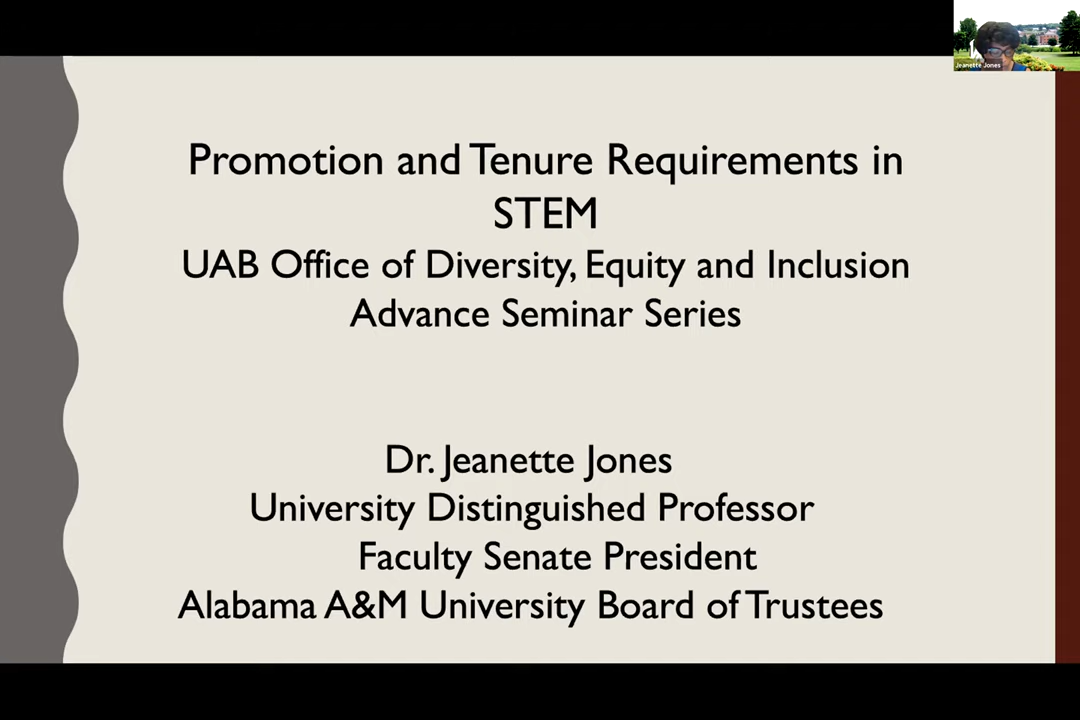 Jeanette Jones
Promotion and Tenure Requirements in
STEM
UAB Office of Diversity, Equity and Inclusion
Advance Seminar Series
Dr. Jeanette Jones
University Distinguished Professor
Faculty Senate President
Alabama A&M University Board of Trustees